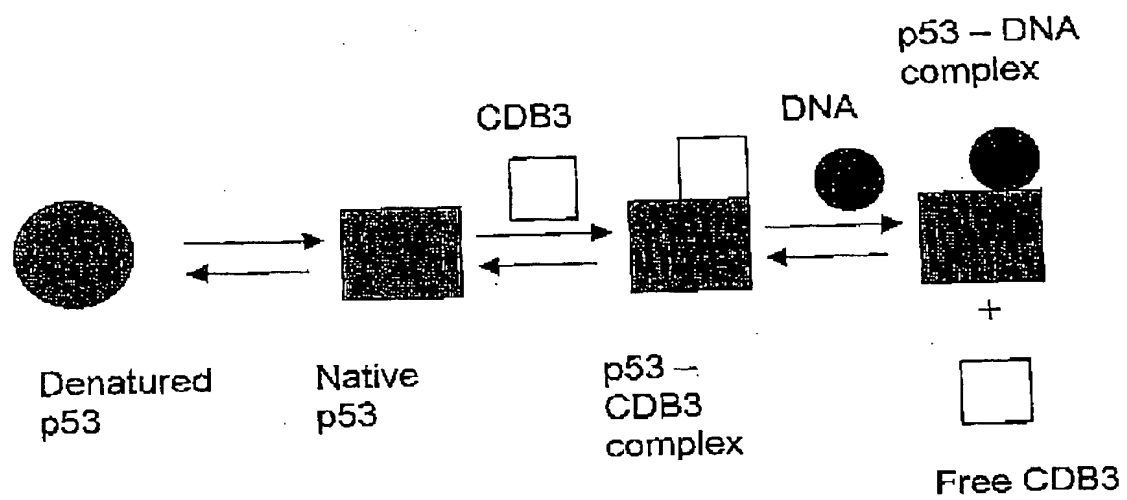 p53 – DNA
complex
CDB3
DNA
+
Denatured
p53
Native
p53
p53 –
CDB3
complex
Free CDB3